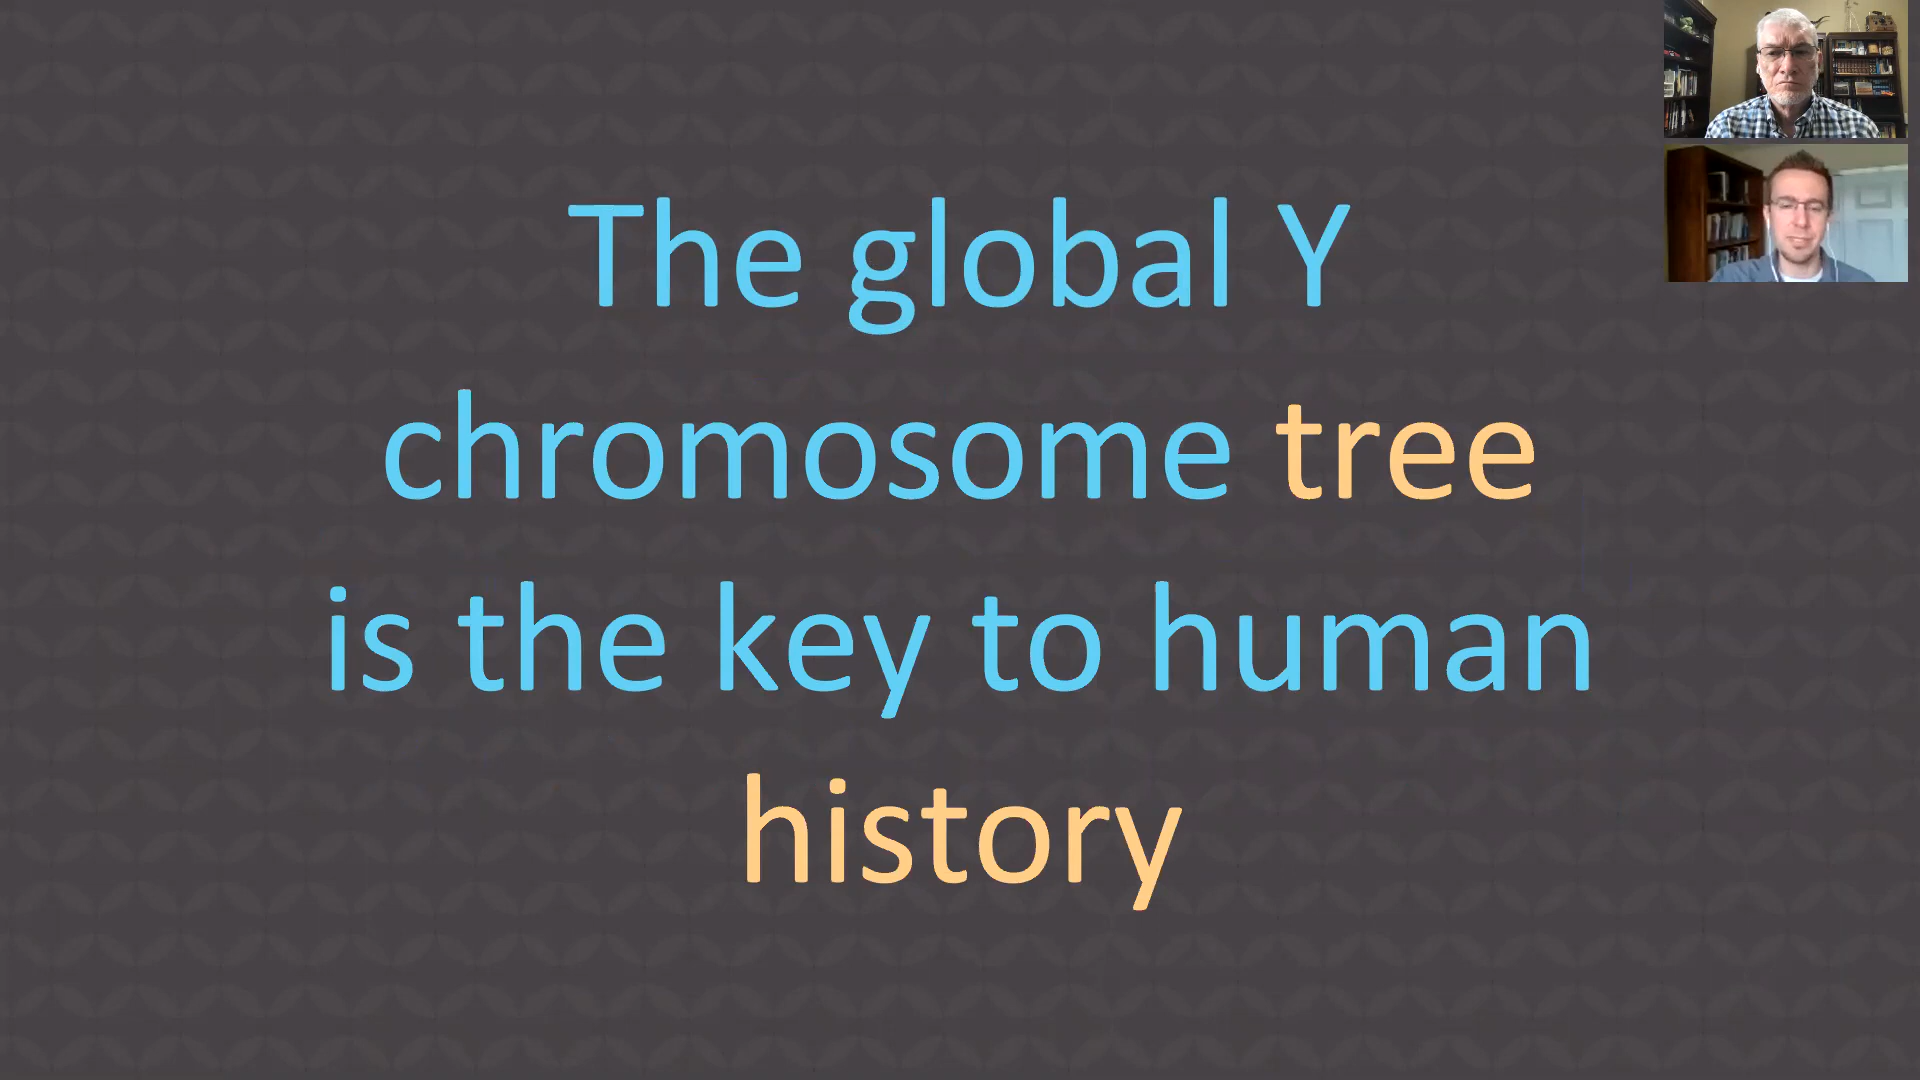 The global Y
chromosome tree
is the key to human
history